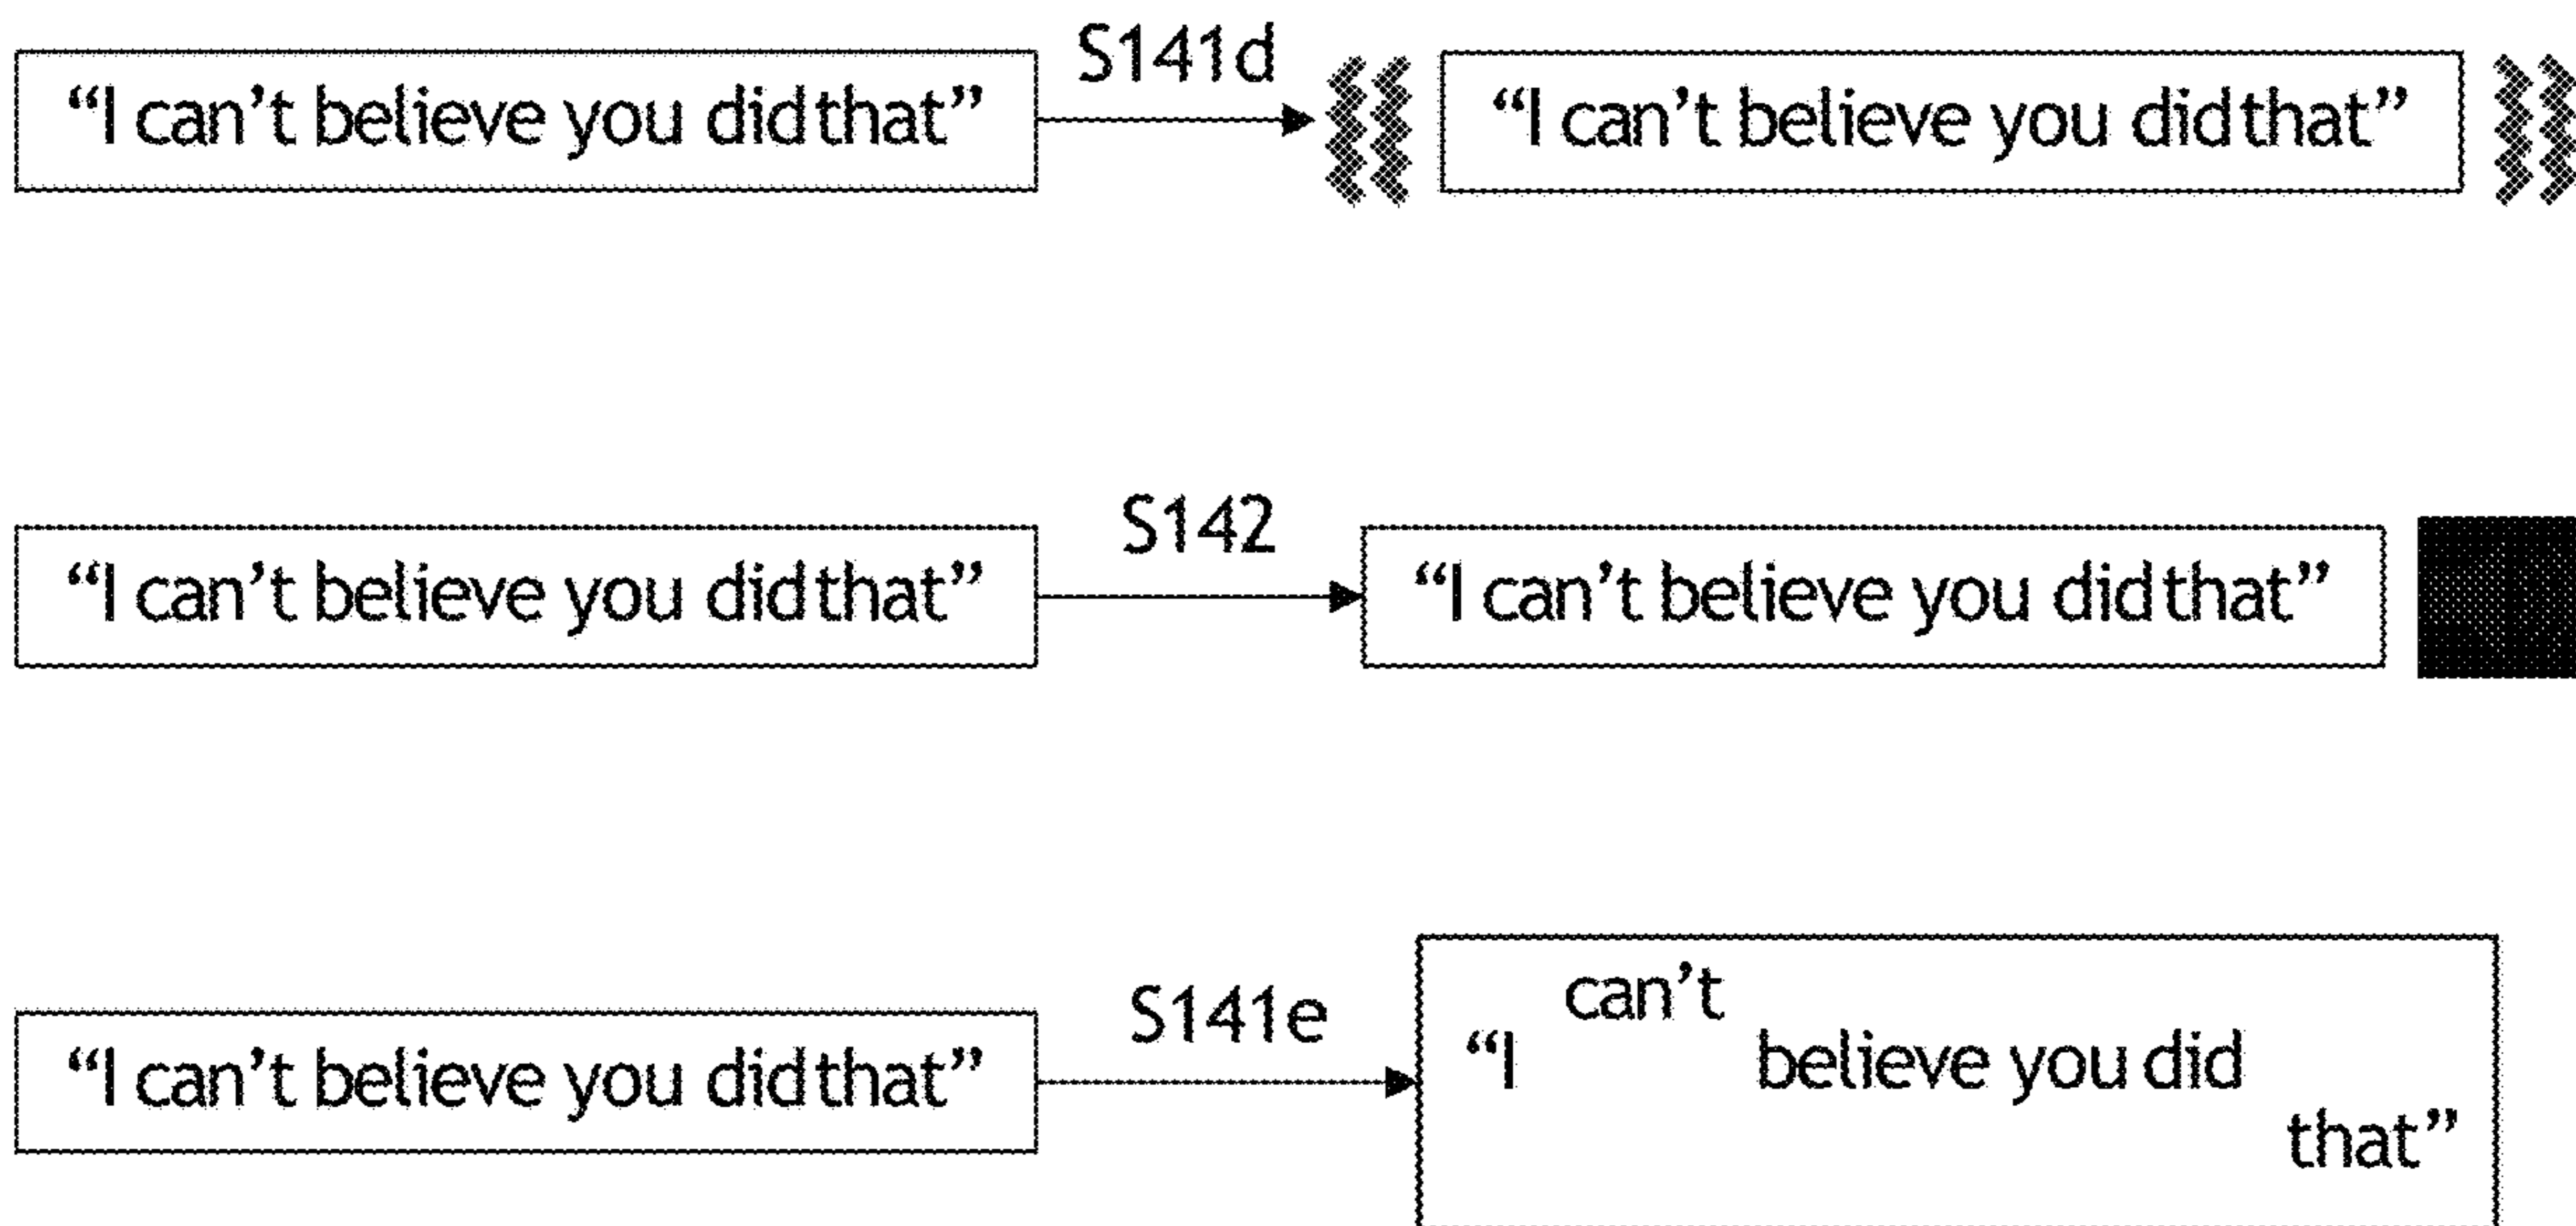 S141d
“I can’t believe you did that” “I can’t believe you did that”
S142
“I can’t believe you did that” “I can’t believe you did that”
S141e
can’t
“I believe you did
“I can’t believe you did that”
that”